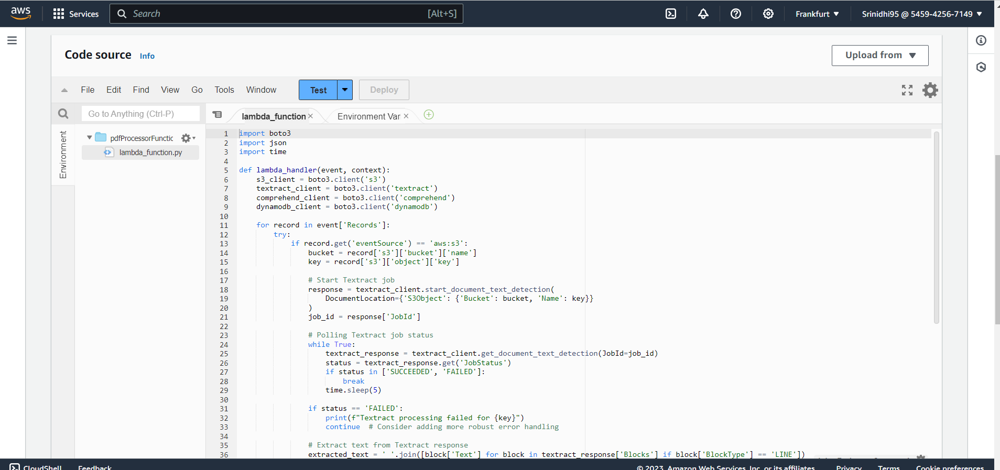 aws Services Search [Alt+S] Frankfurt ▼ Srinidhi95 @ 5459-4256-7149 ▼
Code source Info Upload from ▼
File Edit Find View Go Tools Window Test Deploy
Go to Anything (Ctrl-P) lambda_function × Environment Var ×
Environment
pdfProcessorFunctic
lambda_function.py
1 import boto3
2 import json
3 import time
4
5 def lambda_handler(event, context):
6 s3_client = boto3.client('s3')
7 textract_client = boto3.client('textract')
8 comprehend_client = boto3.client('comprehend')
9 dynamodb_client = boto3.client('dynamodb')
10
11 for record in event['Records']:
12 try:
13 if record.get('eventSource') == 'aws:s3':
14 bucket = record['s3']['bucket']['name']
15 key = record['s3']['object']['key']
16
17 # Start Textract job
18 response = textract_client.start_document_text_detection(
19 DocumentLocation={'S3Object': {'Bucket': bucket, 'Name': key}}
20 )
21 job_id = response['JobId']
22
23 # Polling Textract job status
24 while True:
25 textract_response = textract_client.get_document_text_detection(JobId=job_id)
26 status = textract_response.get('JobStatus')
27 if status in ['SUCCEEDED', 'FAILED']:
28 break
29 time.sleep(5)
30
31 if status == 'FAILED':
32 print(f"Textract processing failed for {key}")
33 continue # Consider adding more robust error handling
34
35 # Extract text from Textract response
36 extracted_text = ' '.join([block['Text'] for block in textract_response['Blocks'] if block['BlockType'] == 'LINE'])
CloudShell Feedback © 2023, Amazon Web Services, Inc. or its affiliates. Privacy Terms Cookie preferences